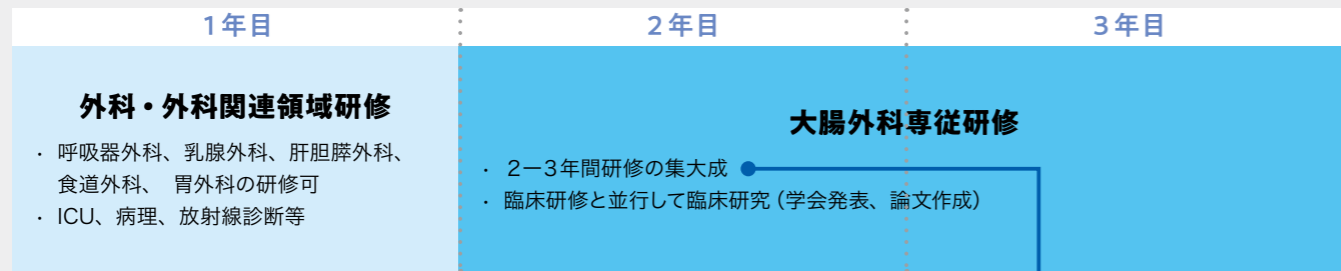 1年目
2年目
3年目
外科・外科関連領域研修
・ 呼吸器外科、乳腺外科、肝胆膵外科、
食道外科、 胃外科の研修可
・ ICU、病理、放射線診断等
大腸外科専従研修
・ 2ー3年間研修の集大成
・ 臨床研修と並行して臨床研究（学会発表、論文作成）